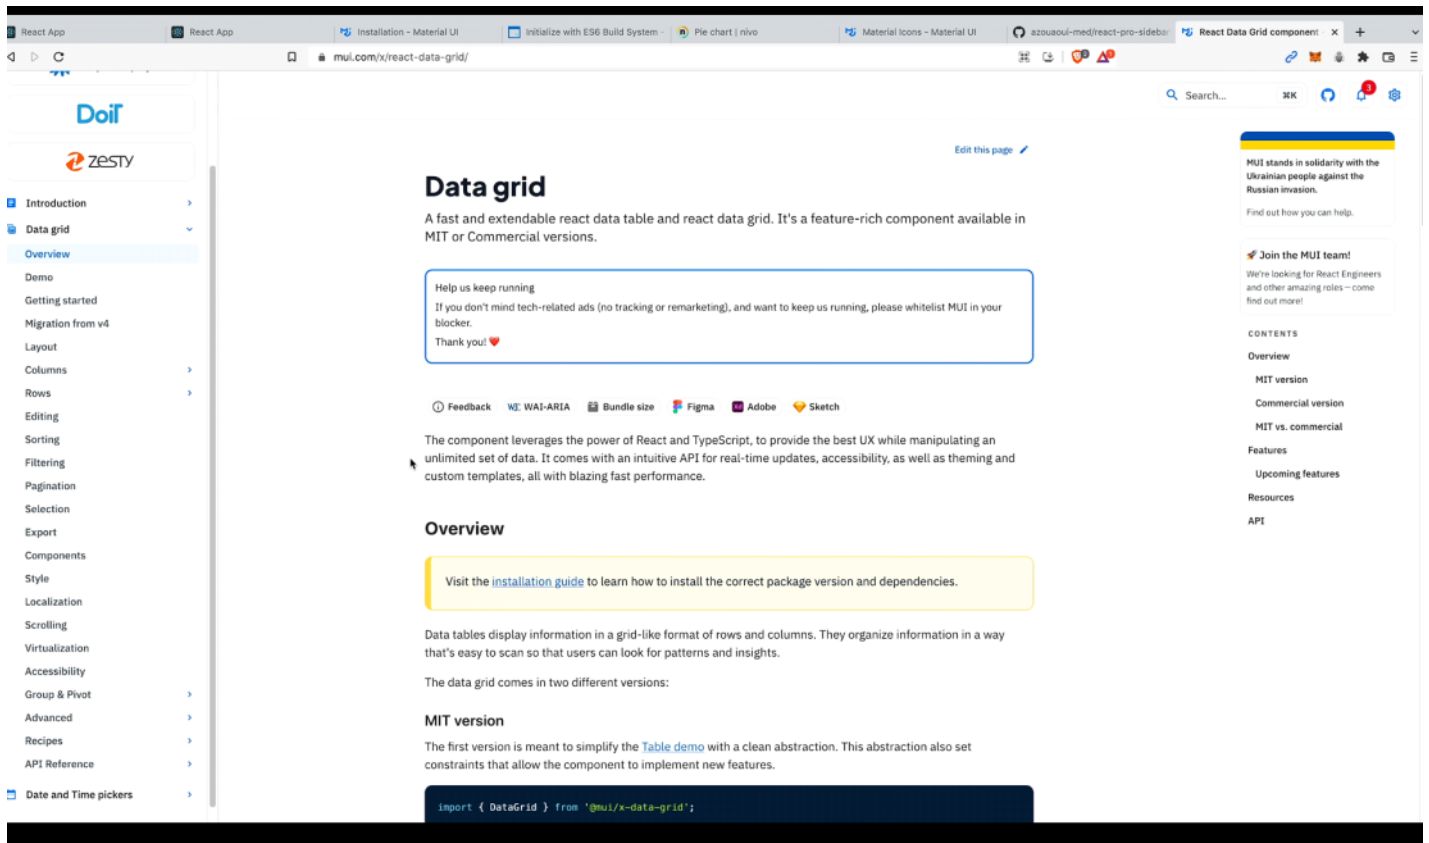 React App
React App
Installation - Material UI
Initialize with ES6 Build System -
Pie chart | nivo
Material Icons - Material UI
azouaoui-med/react-pro-sidebar
React Data Grid component
mui.com/x/react-data-grid/
DoiT
zesty
Introduction
Data grid
Overview
Demo
Getting started
Migration from v4
Layout
Columns
Rows
Editing
Sorting
Filtering
Pagination
Selection
Export
Components
Style
Localization
Scrolling
Virtualization
Accessibility
Group & Pivot
Advanced
Recipes
API Reference
Date and Time pickers
Search...
⌘K
3
Edit this page
Data grid
A fast and extendable react data table and react data grid. It's a feature-rich component available in
MIT or Commercial versions.
Help us keep running
If you don't mind tech-related ads (no tracking or remarketing), and want to keep us running, please whitelist MUI in your
blocker.
Thank you! ❤️
Feedback
WAI-ARIA
Bundle size
Figma
Adobe
Sketch
The component leverages the power of React and TypeScript, to provide the best UX while manipulating an
unlimited set of data. It comes with an intuitive API for real-time updates, accessibility, as well as theming and
custom templates, all with blazing fast performance.
Overview
Visit the installation guide to learn how to install the correct package version and dependencies.
Data tables display information in a grid-like format of rows and columns. They organize information in a way
that's easy to scan so that users can look for patterns and insights.
The data grid comes in two different versions:
MIT version
The first version is meant to simplify the Table demo with a clean abstraction. This abstraction also set
constraints that allow the component to implement new features.
import { DataGrid } from '@mui/x-data-grid';
MUI stands in solidarity with the
Ukrainian people against the
Russian invasion.
Find out how you can help.
🚀 Join the MUI team!
We're looking for React Engineers
and other amazing roles – come
find out more!
CONTENTS
Overview
MIT version
Commercial version
MIT vs. commercial
Features
Upcoming features
Resources
API